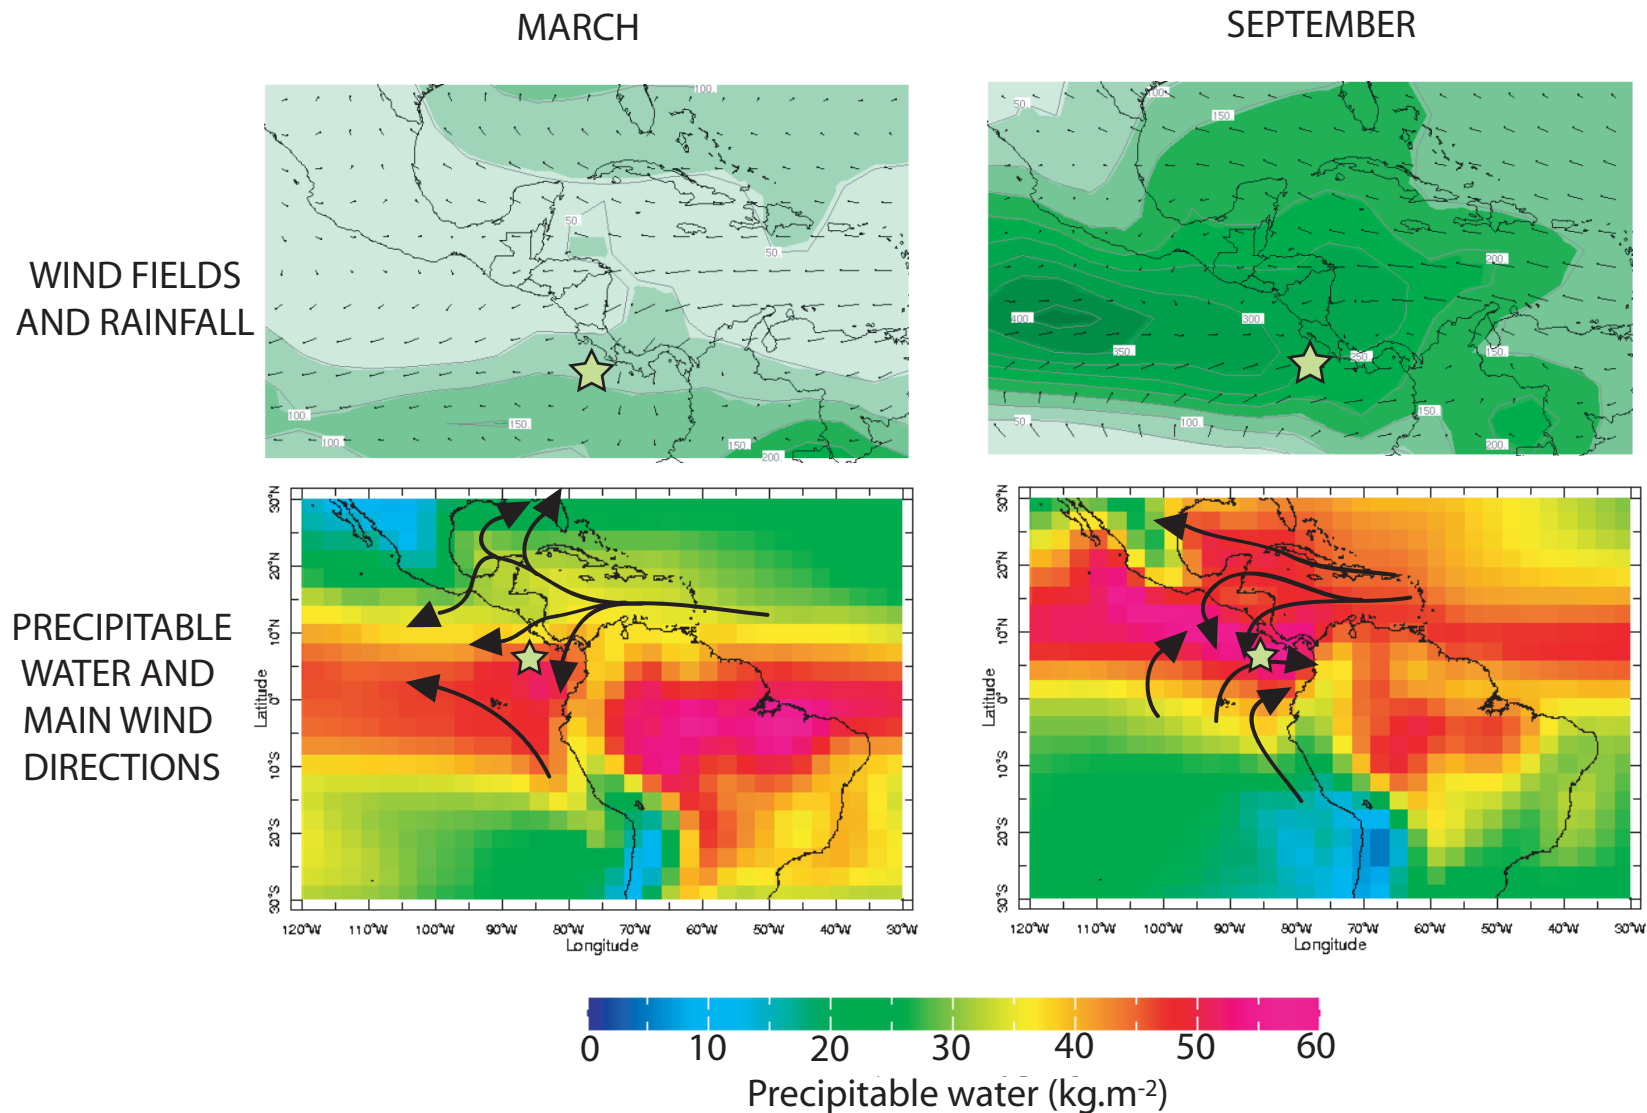 MARCH
SEPTEMBER
WIND FIELDS
AND RAINFALL
100.
50.
50.
100.
100.
150.
150.
200.
50.
100.
150.
200.
400.
300.
350.
250.
150.
150.
50.
100.
200.
PRECIPITABLE
WATER AND
MAIN WIND
DIRECTIONS
Latitude
30°N
20°N
10°N
0°
10°S
20°S
30°S
120°W 110°W 100°W 90°W 80°W 70°W 60°W 50°W 40°W 30°W
Longitude
Latitude
30°N
20°N
10°N
0°
10°S
20°S
30°S
120°W 110°W 100°W 90°W 80°W 70°W 60°W 50°W 40°W 30°W
Longitude
0 10 20 30 40 50 60
Precipitable water (kg.m-2)